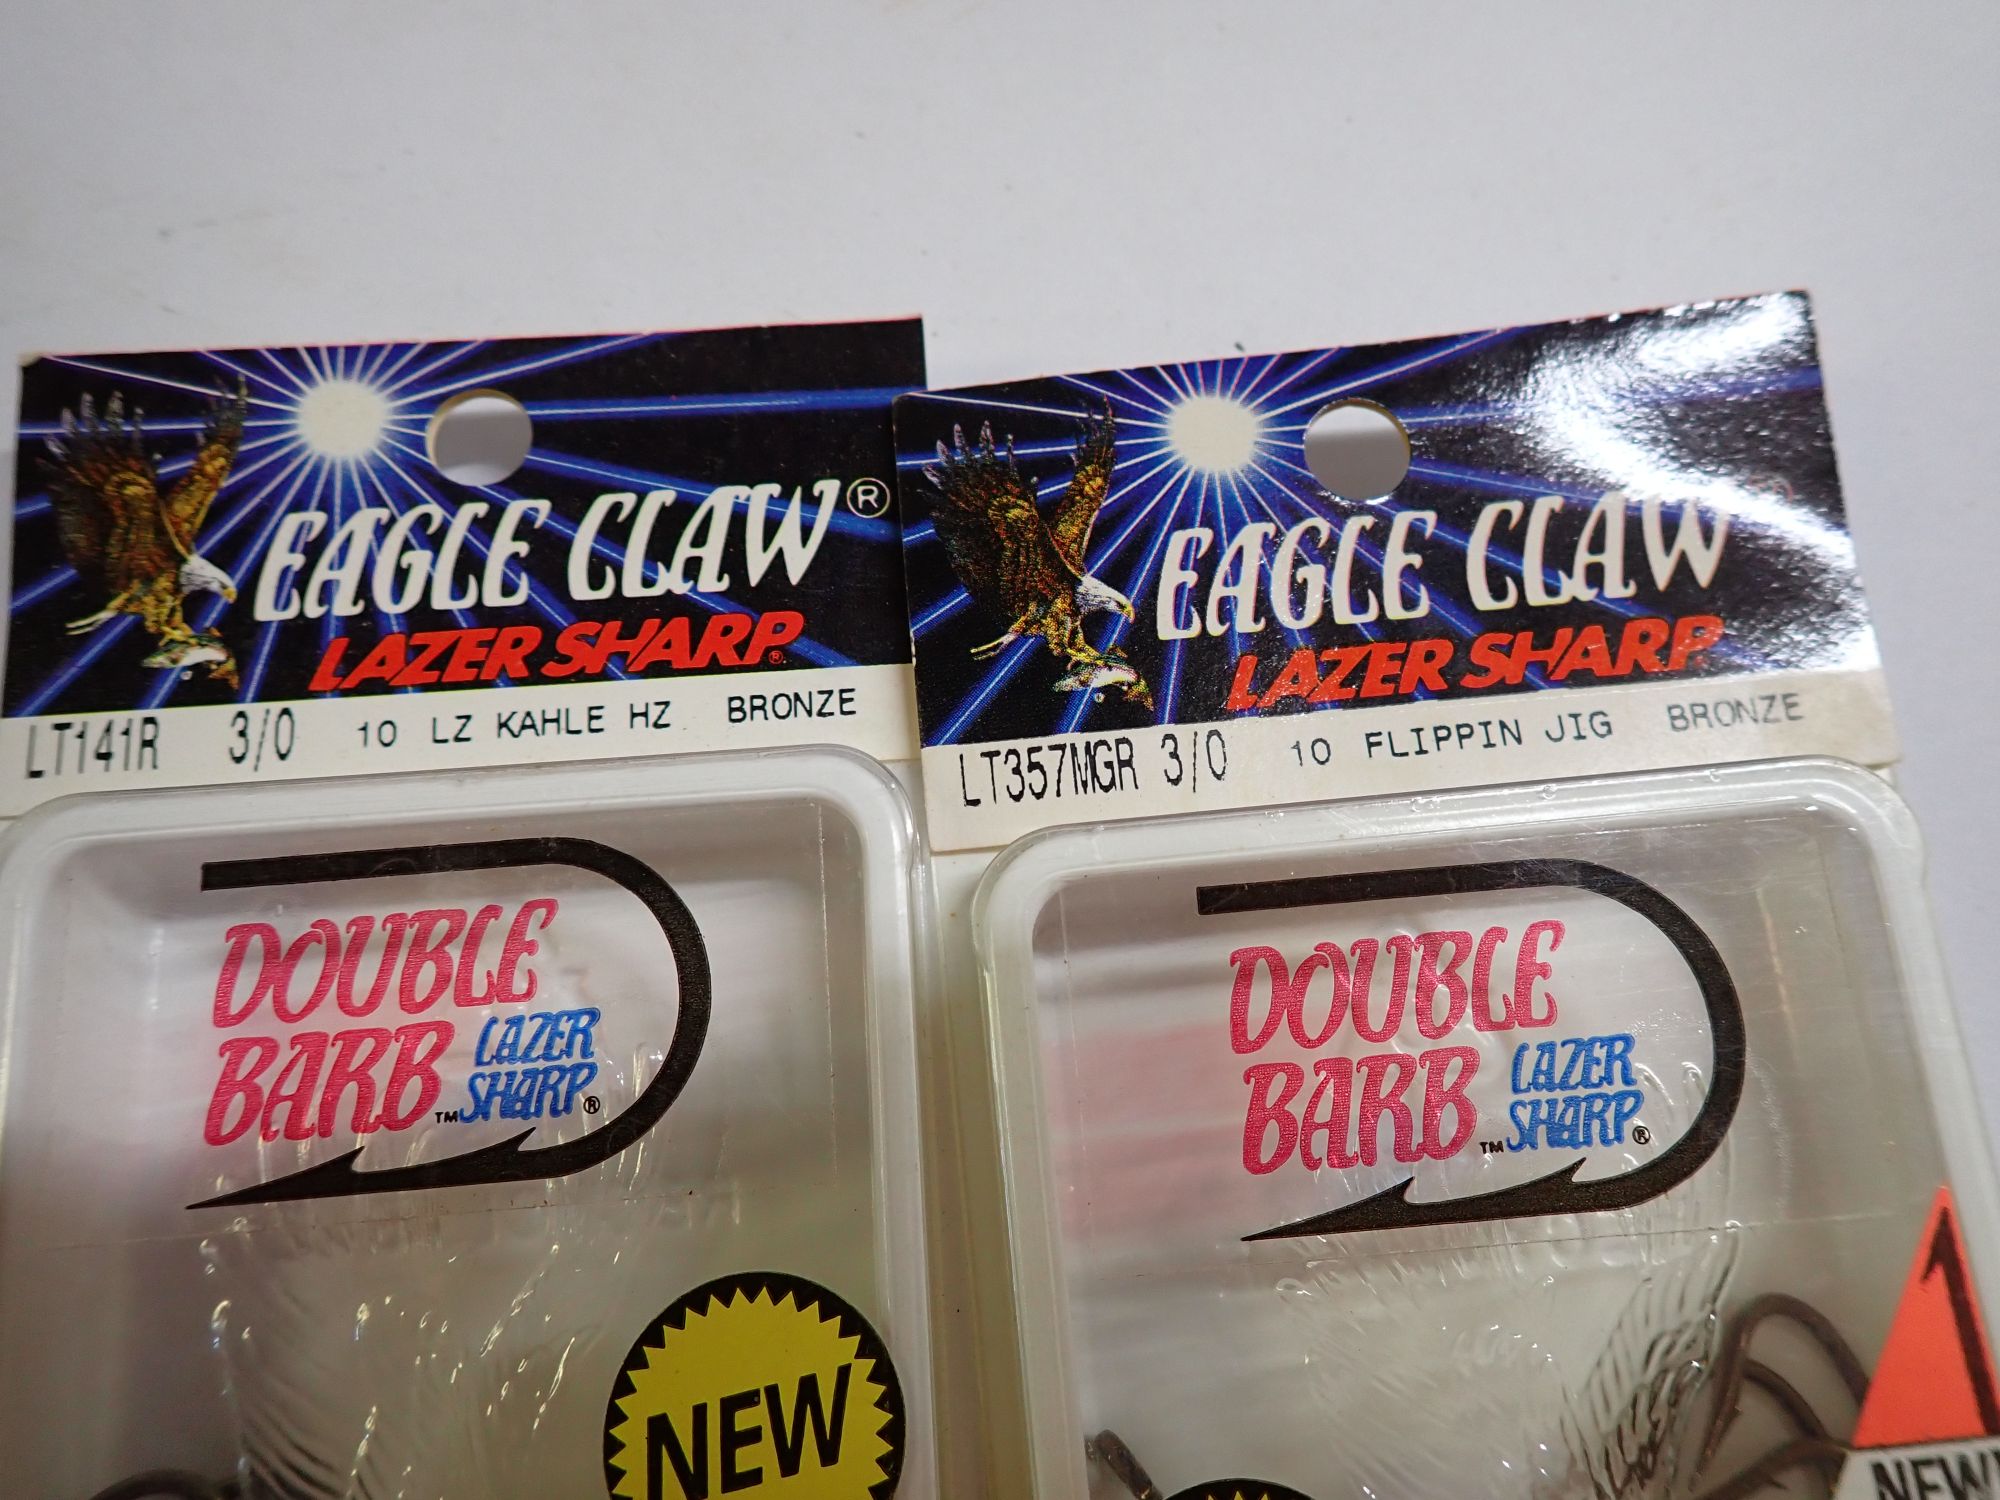 EAGLE CLAW®
LAZER SHARP®
LT141R 3/0 10 LZ KAHLE HZ BRONZE
DOUBLE
BARB™ LAZER
SHARP®
NEW
EAGLE CLAW®
LAZER SHARP
LT357MGR 3/0 10 FLIPPIN JIG BRONZE
DOUBLE
BARB™ LAZER
SHARP®
1